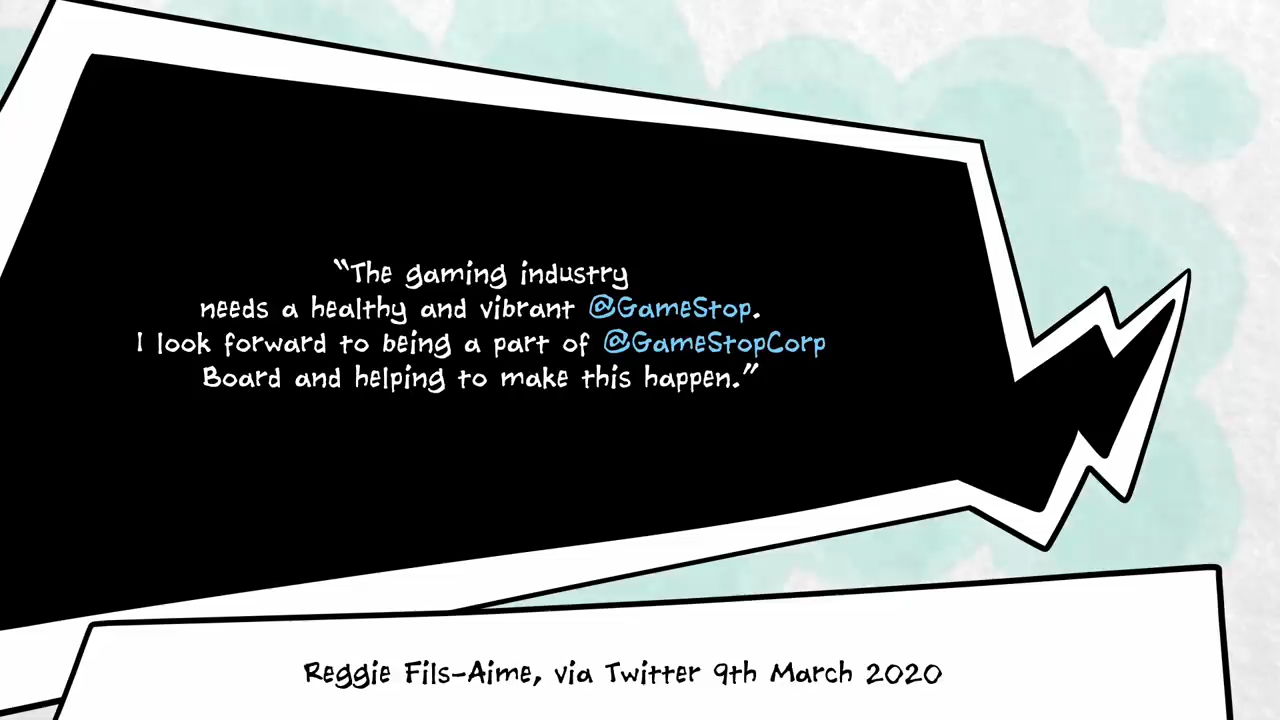 “The gaming industry
needs a healthy and vibrant @GameStop.
I look forward to being a part of @GameStopCorp
Board and helping to make this happen.”
Reggie Fils-Aime, via Twitter 9th March 2020